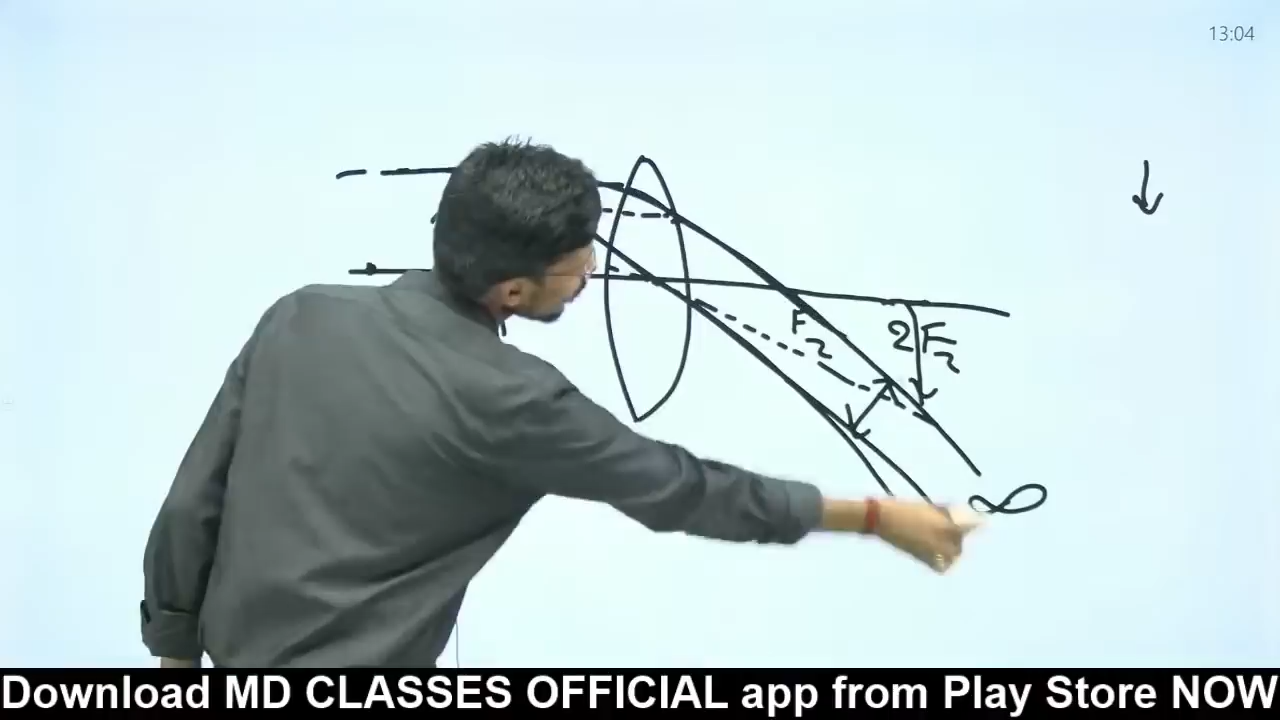 13:04
F₂
2F₂
∞
Download MD CLASSES OFFICIAL app from Play Store NOW